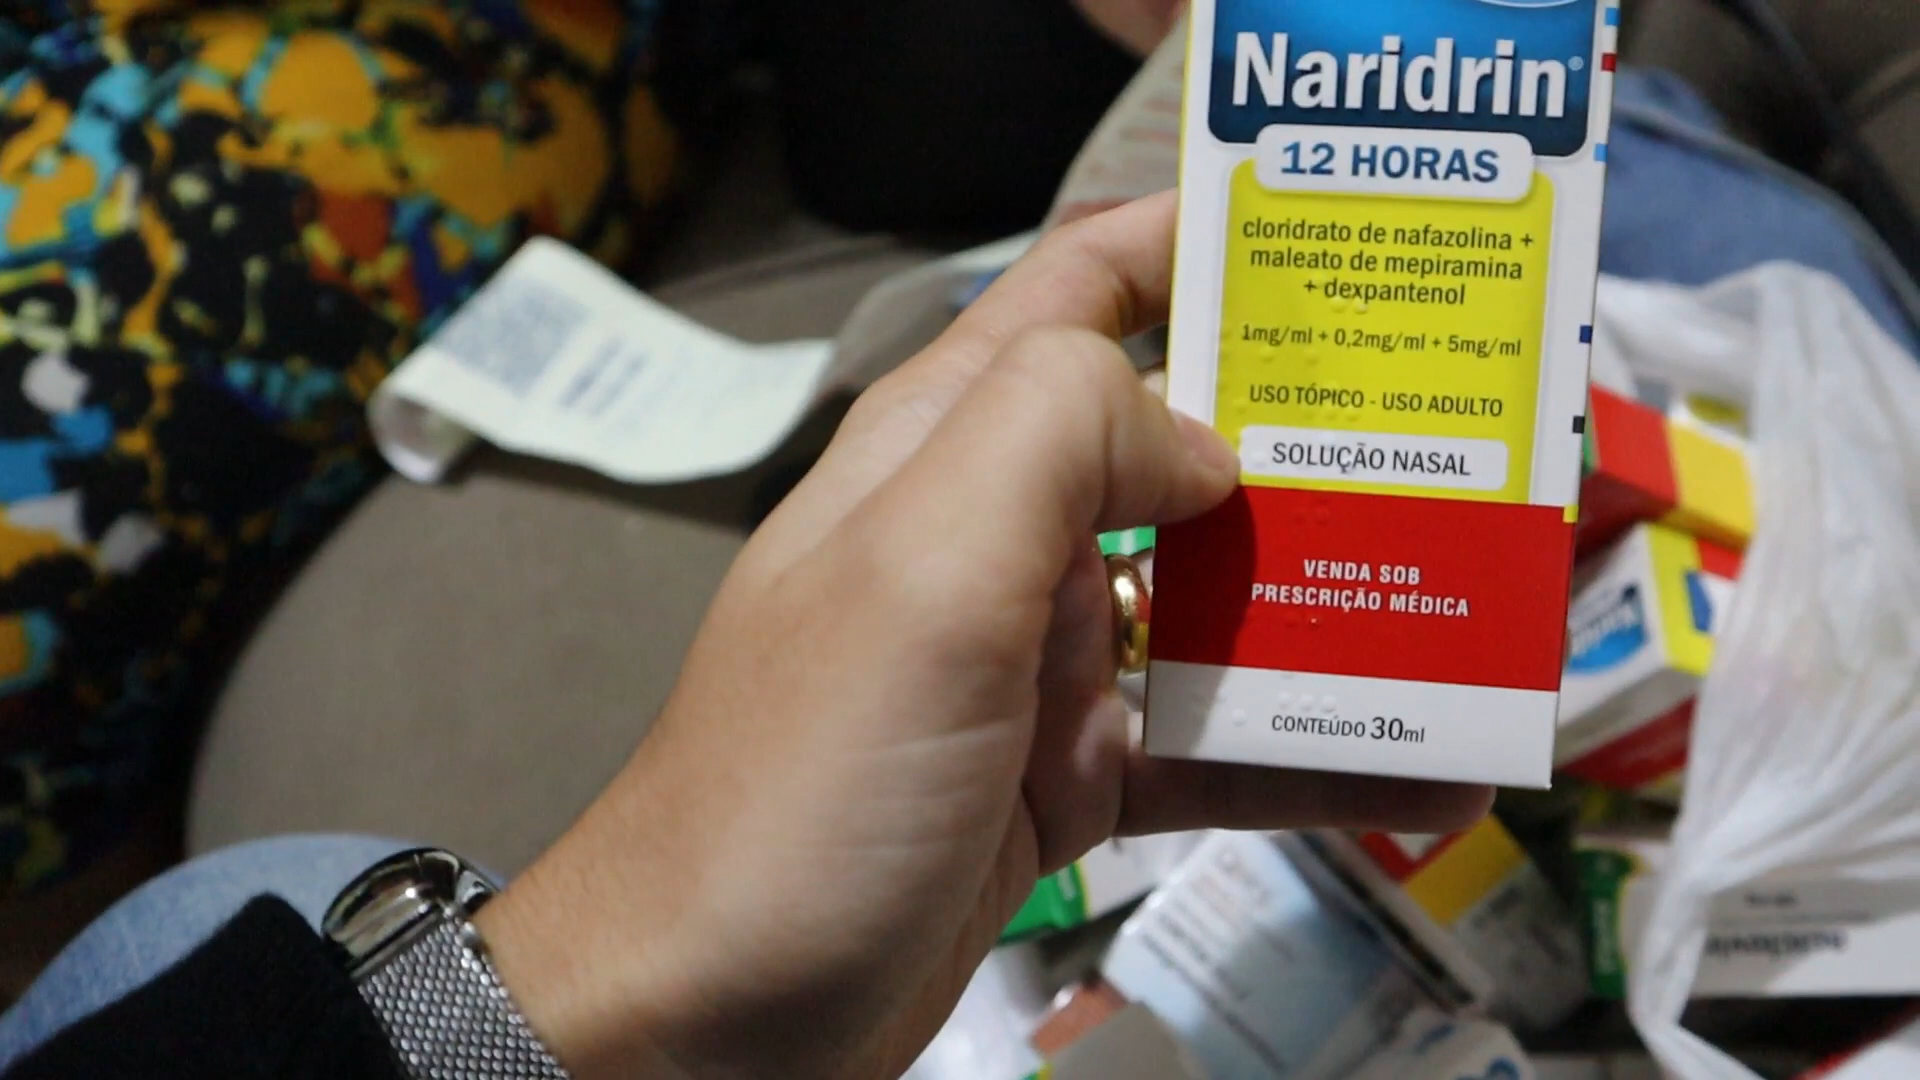 Naridrin®
12 HORAS
cloridrato de nafazolina +
maleato de mepiramina
+ dexpantenol
1mg/ml + 0,2mg/ml + 5mg/ml
USO TÓPICO - USO ADULTO
SOLUÇÃO NASAL
VENDA SOB
PRESCRIÇÃO MÉDICA
CONTEÚDO 30ml